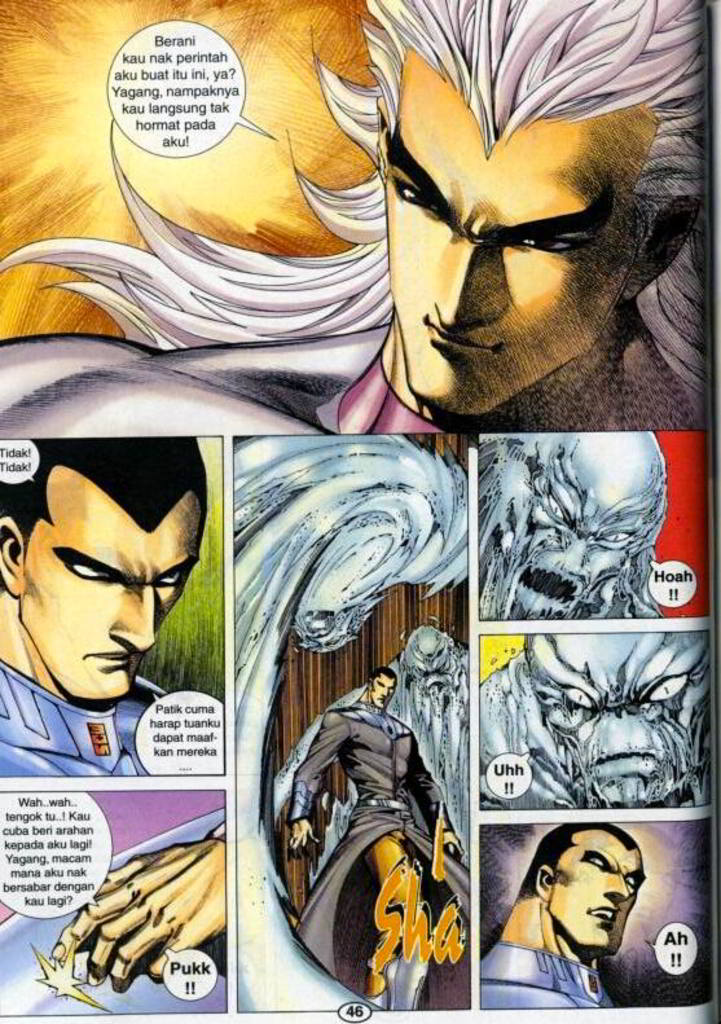 Berani
kau nak perintah
aku buat itu ini, ya?
Yagang, nampaknya
kau langsung tak
hormat pada
aku!
Tidak!
Tidak!
Patik cuma
harap tuanku
dapat maaf-
kan mereka
....
Wah..wah..
tengok tu..! Kau
cuba beri arahan
kepada aku lagi!
Yagang, macam
mana aku nak
bersabar dengan
kau lagi?
Pukk
!!
Sha
Hoah
!!
Uhh
!!
Ah
!!
46